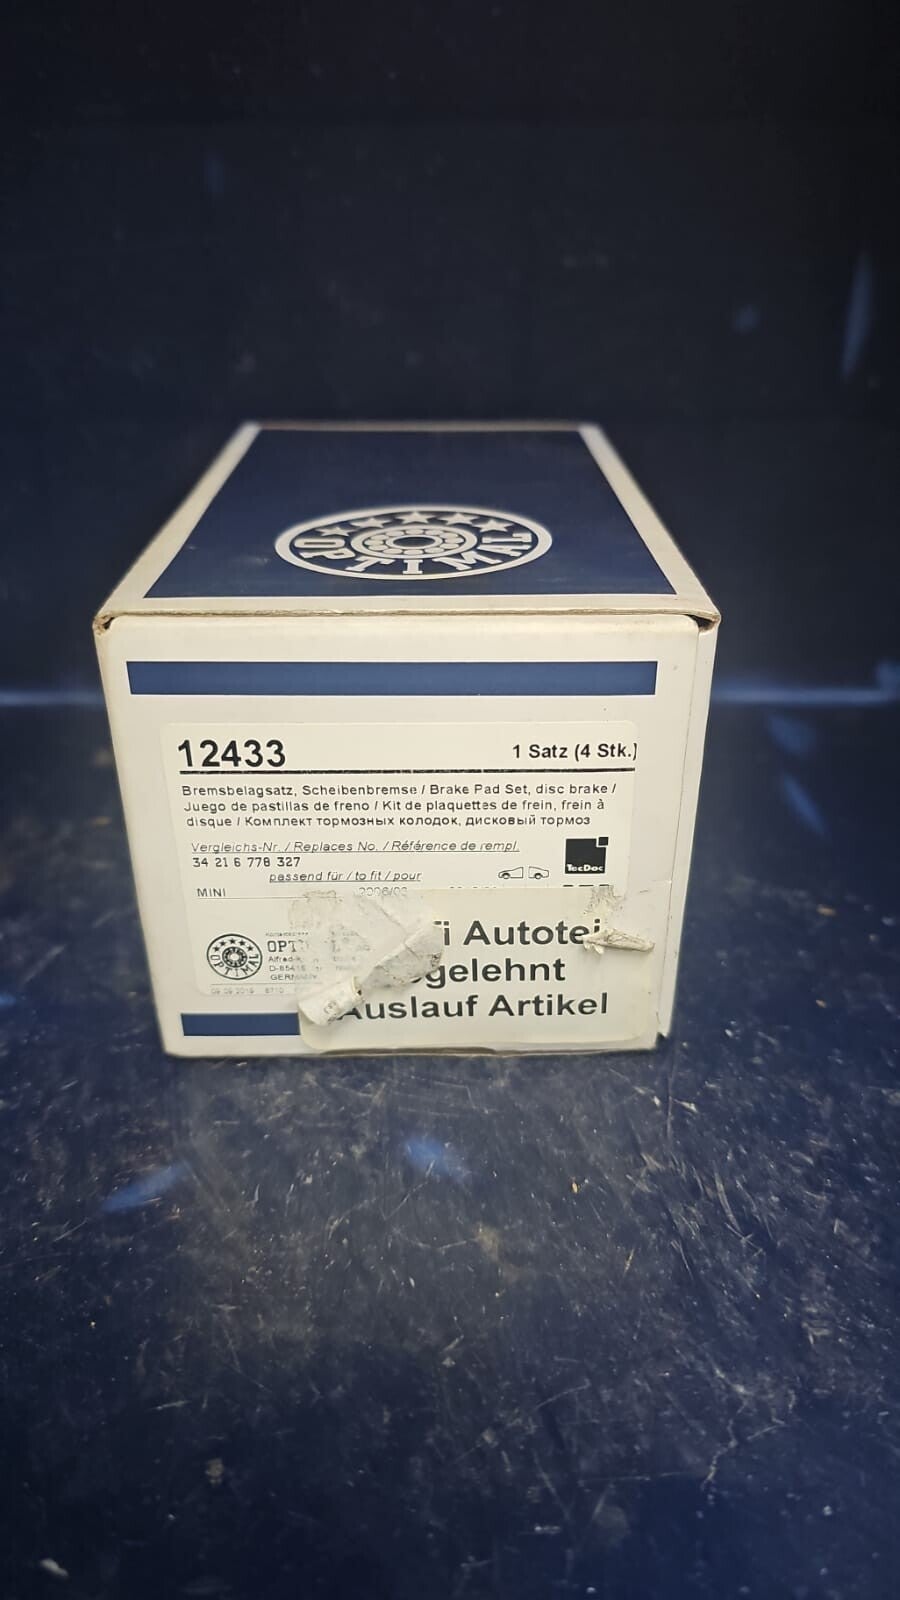 OPTIMAL
12433 1 Satz (4 Stk.)
Bremsbelagsatz, Scheibenbremse / Brake Pad Set, disc brake /
Juego de pastillas de freno / Kit de plaquettes de frein, frein à
disque / Комплект тормозных колодок, дисковый тормоз
Vergleichs-Nr. / Replaces No. / Référence de rempl.
34 21 6 778 327
TecDoc
passend für / to fit / pour
MINI
OPTIMAL
GERMANY
Auslauf Artikel